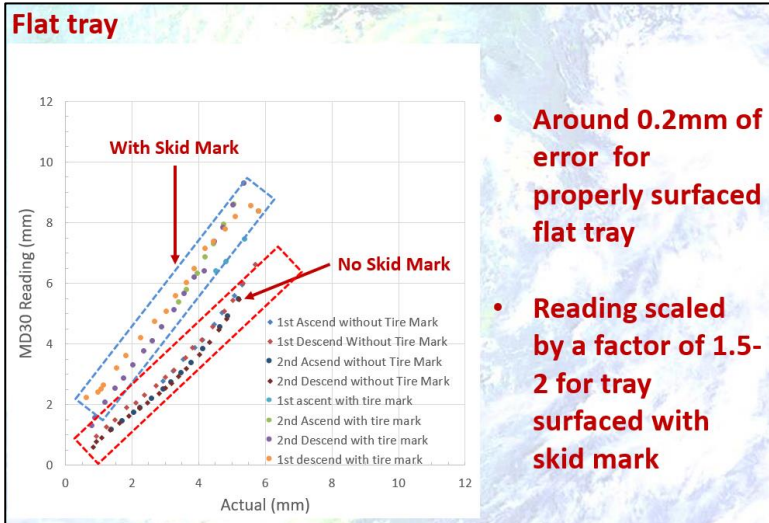 Flat tray
12
10
8
6
4
2
0
MD30 Reading (mm)
With Skid Mark
No Skid Mark
1st Ascend without Tire Mark
1st Descend Without Tire Mark
2nd Acsend without Tire Mark
2nd Descend without Tire Mark
1st ascent with tire mark
2nd Ascend with tire mark
2nd Descend with tire mark
1st descend with tire mark
0 2 4 6 8 10 12
Actual (mm)
• Around 0.2mm of
error for
properly surfaced
flat tray
• Reading scaled
by a factor of 1.5-
2 for tray
surfaced with
skid mark